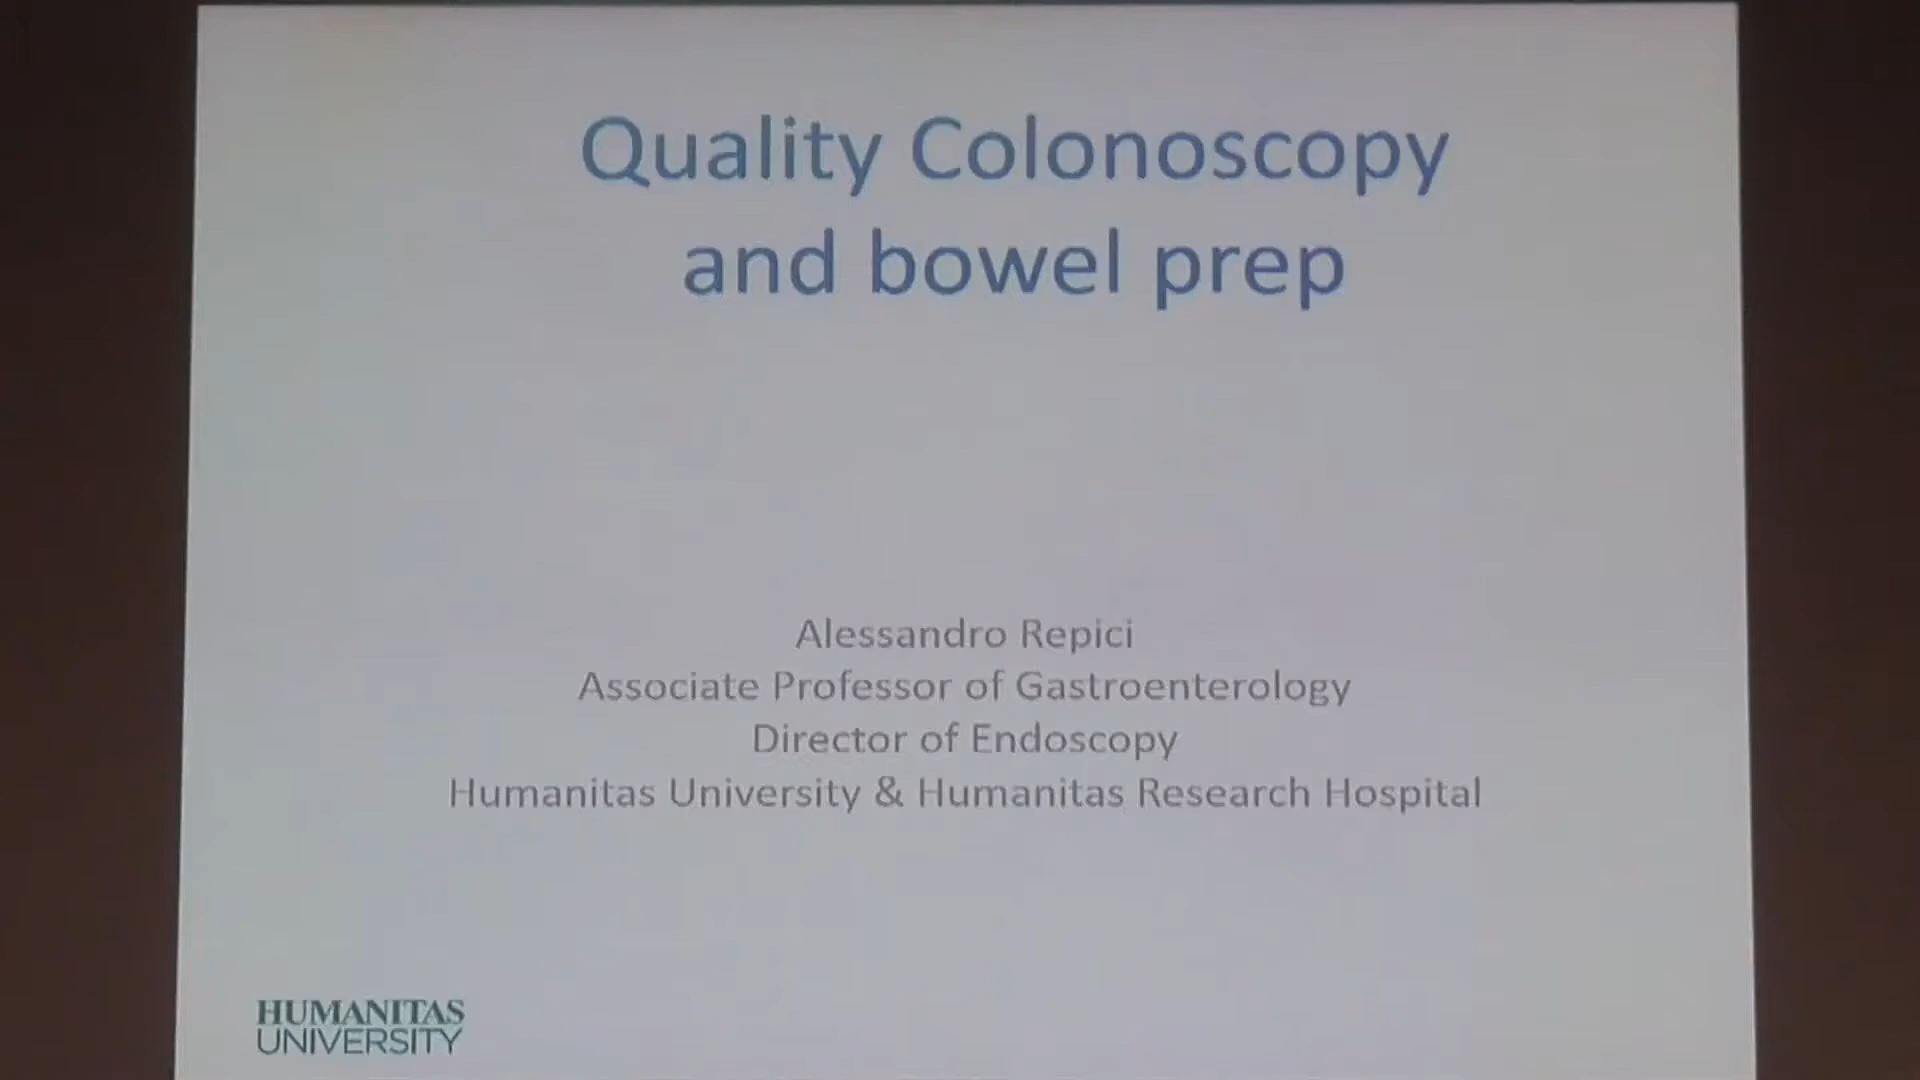 Quality Colonoscopy
and bowel prep
Alessandro Repici
Associate Professor of Gastroenterology
Director of Endoscopy
Humanitas University & Humanitas Research Hospital
HUMANITAS
UNIVERSITY